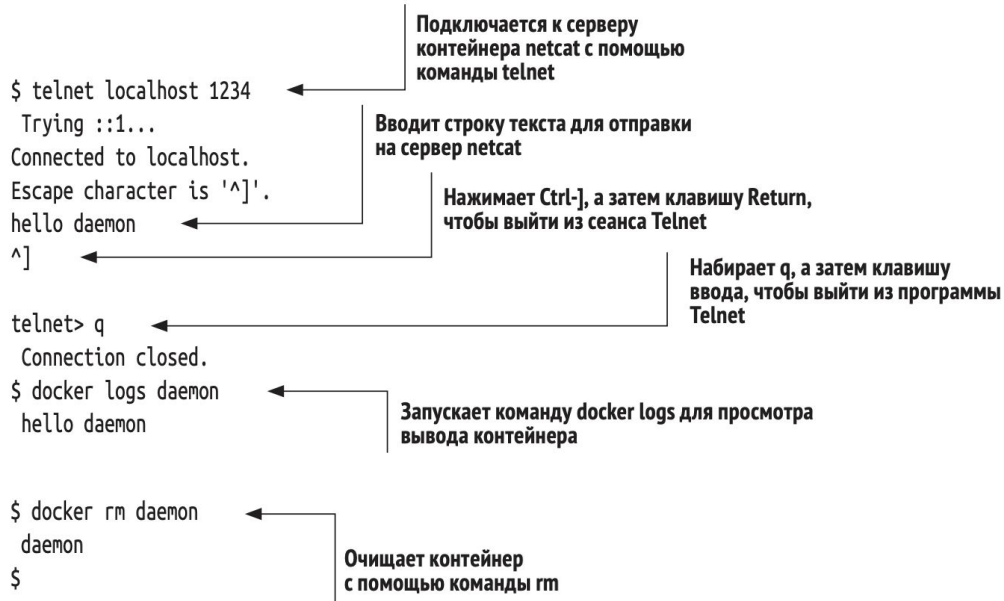 Подключается к серверу
контейнера netcat с помощью
команды telnet
$ telnet localhost 1234
Trying ::1...
Вводит строку текста для отправки
на сервер netcat
Connected to localhost.
Escape character is '^]'.
Нажимает Ctrl-], а затем клавишу Return,
чтобы выйти из сеанса Telnet
hello daemon
^]
Набирает q, а затем клавишу
ввода, чтобы выйти из программы
Telnet
telnet> q
Connection closed.
$ docker logs daemon
hello daemon
Запускает команду docker logs для просмотра
вывода контейнера
$ docker rm daemon
daemon
$
Очищает контейнер
с помощью команды rm